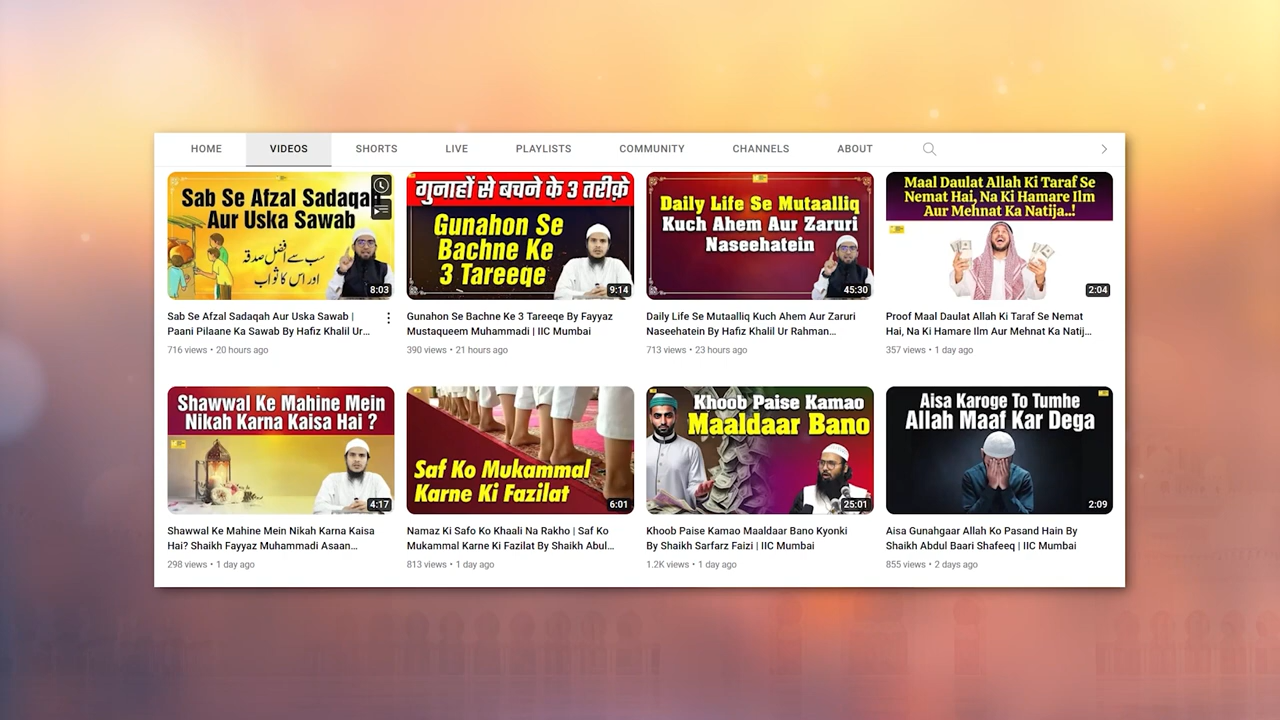 HOME VIDEOS SHORTS LIVE PLAYLISTS COMMUNITY CHANNELS ABOUT
Sab Se Afzal Sadaqah
Aur Uska Sawab
سب سے افضل صدقہ
اور اس کا ثواب
8:03
Sab Se Afzal Sadaqah Aur Uska Sawab |
Paani Pilaane Ka Sawab By Hafiz Khalil Ur...
716 views • 20 hours ago
गुनाहों से बचने के 3 तरीक़े
Gunahon Se
Bachne Ke
3 Tareeqe
9:14
Gunahon Se Bachne Ke 3 Tareeqe By Fayyaz
Mustaqueem Muhammadi | IIC Mumbai
390 views • 21 hours ago
Daily Life Se Mutaalliq
Kuch Ahem Aur Zaruri
Naseehatein
45:30
Daily Life Se Mutaalliq Kuch Ahem Aur Zaruri
Naseehatein By Hafiz Khalil Ur Rahman...
713 views • 23 hours ago
Maal Daulat Allah Ki Taraf Se
Nemat Hai, Na Ki Hamare Ilm
Aur Mehnat Ka Natija..!
2:04
Proof Maal Daulat Allah Ki Taraf Se Nemat
Hai, Na Ki Hamare Ilm Aur Mehnat Ka Natij...
357 views • 1 day ago
Shawwal Ke Mahine Mein
Nikah Karna Kaisa Hai ?
4:17
Shawwal Ke Mahine Mein Nikah Karna Kaisa
Hai? Shaikh Fayyaz Muhammadi Asaan...
298 views • 1 day ago
Saf Ko Mukammal
Karne Ki Fazilat
6:01
Namaz Ki Safo Ko Khaali Na Rakho | Saf Ko
Mukammal Karne Ki Fazilat By Shaikh Abul...
813 views • 1 day ago
Khoob Paise Kamao
Maaldaar Bano
25:01
Khoob Paise Kamao Maaldaar Bano Kyonki
By Shaikh Sarfarz Faizi | IIC Mumbai
1.2K views • 1 day ago
Aisa Karoge To Tumhe
Allah Maaf Kar Dega
2:09
Aisa Gunahgaar Allah Ko Pasand Hain By
Shaikh Abdul Baari Shafeeq | IIC Mumbai
855 views • 2 days ago